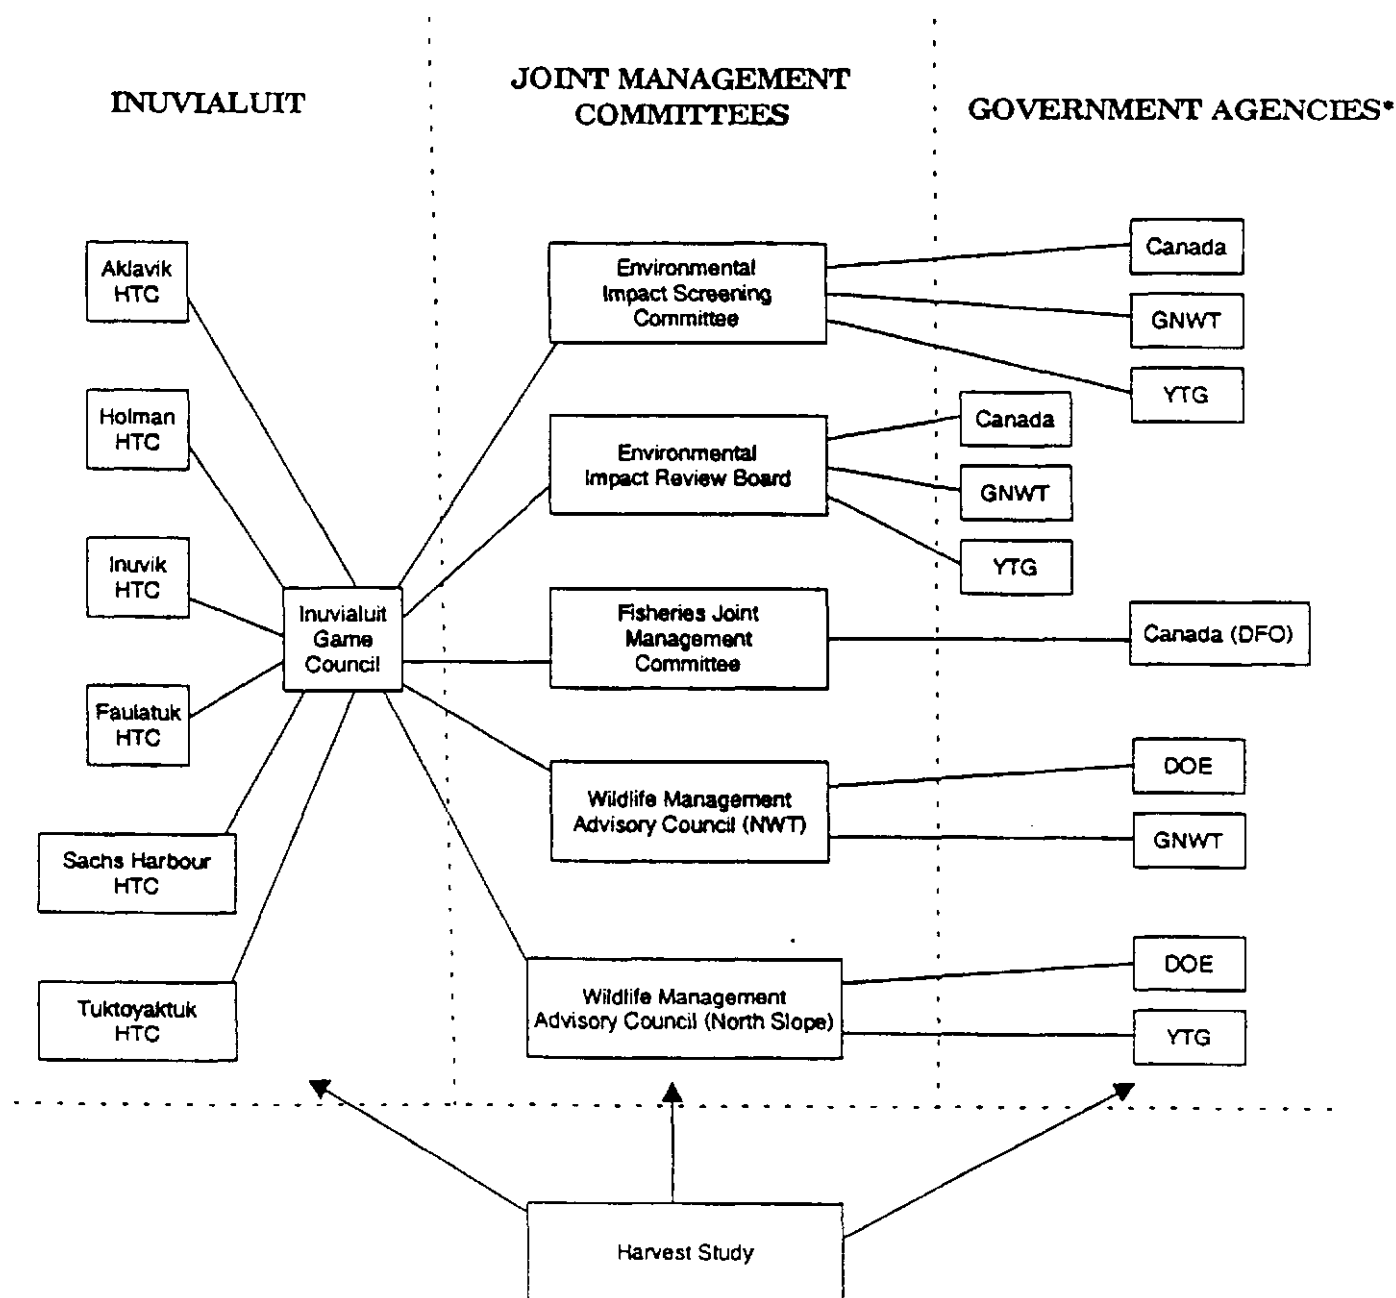 INUVIALUIT
JOINT MANAGEMENT
COMMITTEES
GOVERNMENT AGENCIES*
Aklavik
HTC
Holman
HTC
Inuvik
HTC
Faulatuk
HTC
Sachs Harbour
HTC
Tuktoyaktuk
HTC
Inuvialuit
Game
Council
Environmental
Impact Screening
Committee
Environmental
Impact Review Board
Fisheries Joint
Management
Committee
Wildlife Management
Advisory Council (NWT)
Wildlife Management
Advisory Council (North Slope)
Canada
GNWT
YTG
Canada
GNWT
YTG
Canada (DFO)
DOE
GNWT
DOE
YTG
Harvest Study